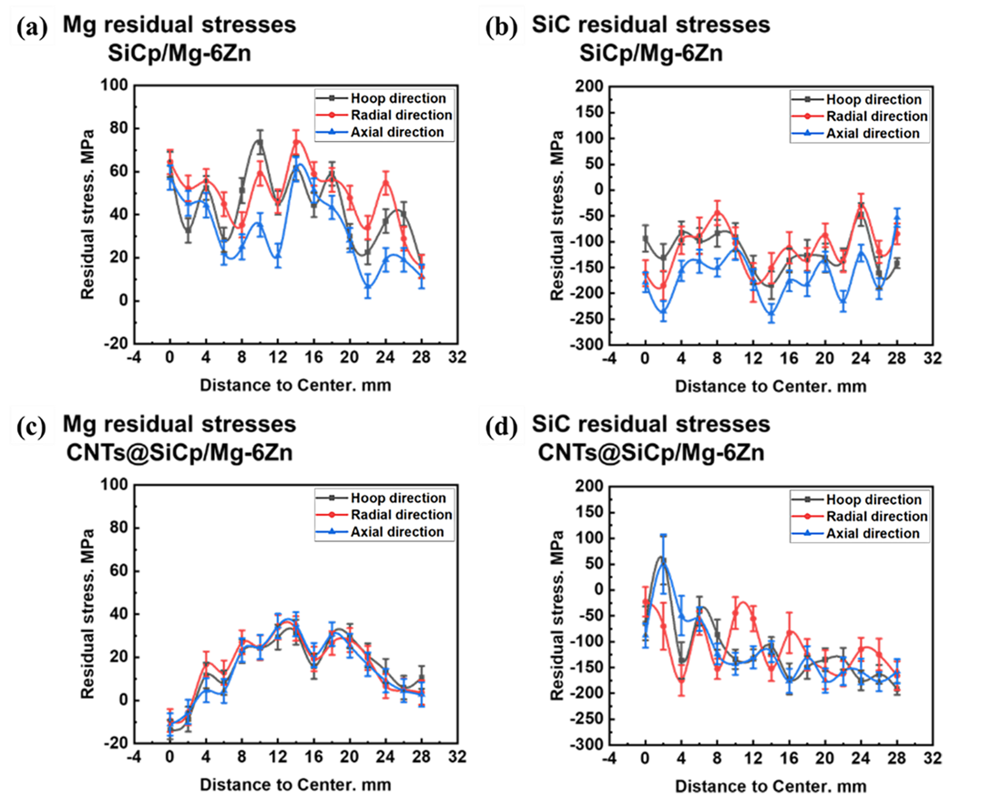 (a) Mg residual stresses
SiCp/Mg-6Zn
100
80
60
40
20
0
-20
Residual stress. MPa
Hoop direction
Radial direction
Axial direction
-4 0 4 8 12 16 20 24 28 32
Distance to Center. mm
(b) SiC residual stresses
SiCp/Mg-6Zn
200
150
100
50
0
-50
-100
-150
-200
-250
-300
Residual stress. MPa
Hoop direction
Radial direction
Axial direction
-4 0 4 8 12 16 20 24 28 32
Distance to Center. mm
(c) Mg residual stresses
CNTs@SiCp/Mg-6Zn
100
80
60
40
20
0
-20
Residual stress. MPa
Hoop direction
Radial direction
Axial direction
-4 0 4 8 12 16 20 24 28 32
Distance to Center. mm
(d) SiC residual stresses
CNTs@SiCp/Mg-6Zn
200
150
100
50
0
-50
-100
-150
-200
-250
-300
Residual stress. MPa
Hoop direction
Radial direction
Axial direction
-4 0 4 8 12 16 20 24 28 32
Distance to Center. mm